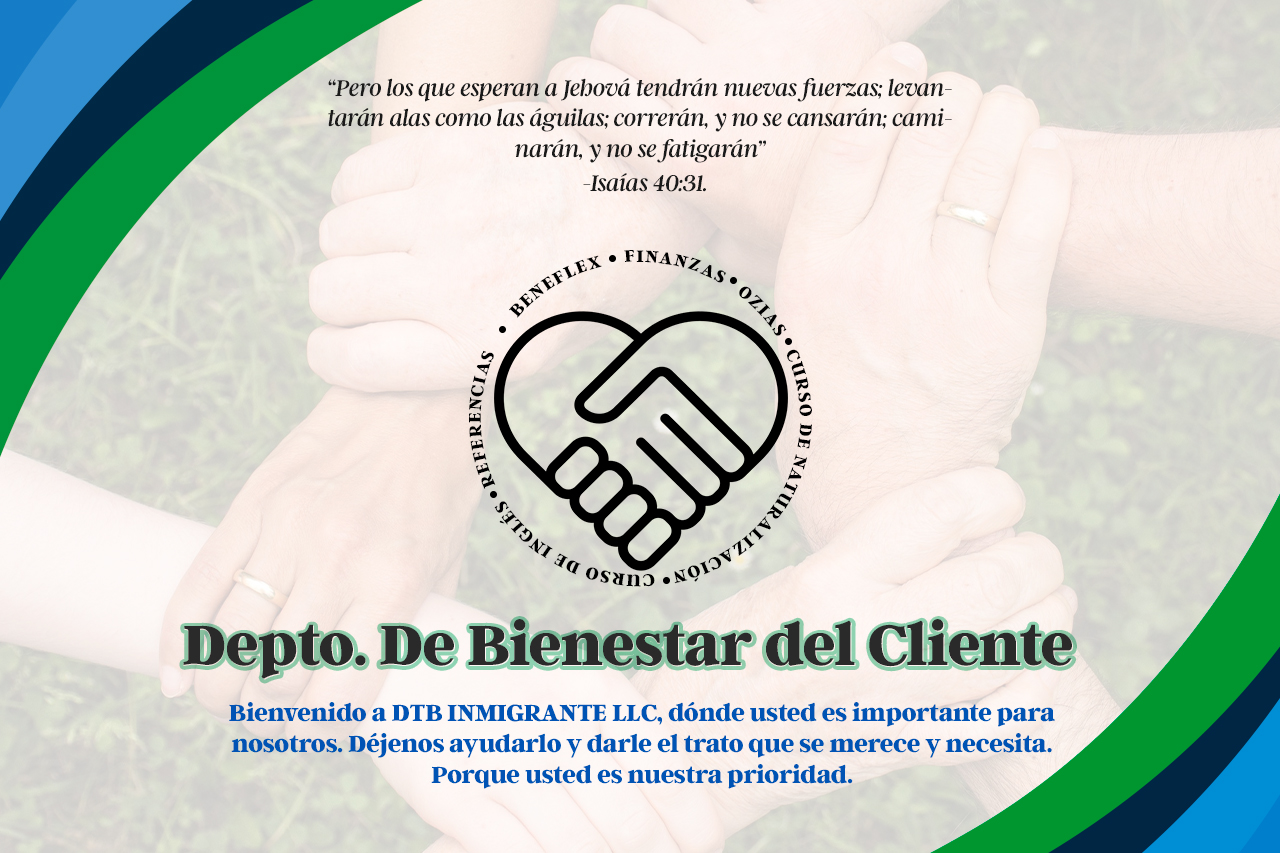 “Pero los que esperan a Jehová tendrán nuevas fuerzas; levan-
tarán alas como las águilas; correrán, y no se cansarán; cami-
narán, y no se fatigarán”
-Isaías 40:31.
• BENEFLEX • FINANZAS • OZIAS • CURSO DE NATURALIZACIÓN • CURSO DE INGLÉS • REFERENCIAS
Depto. De Bienestar del Cliente
Bienvenido a DTB INMIGRANTE LLC, dónde usted es importante para
nosotros. Déjenos ayudarlo y darle el trato que se merece y necesita.
Porque usted es nuestra prioridad.